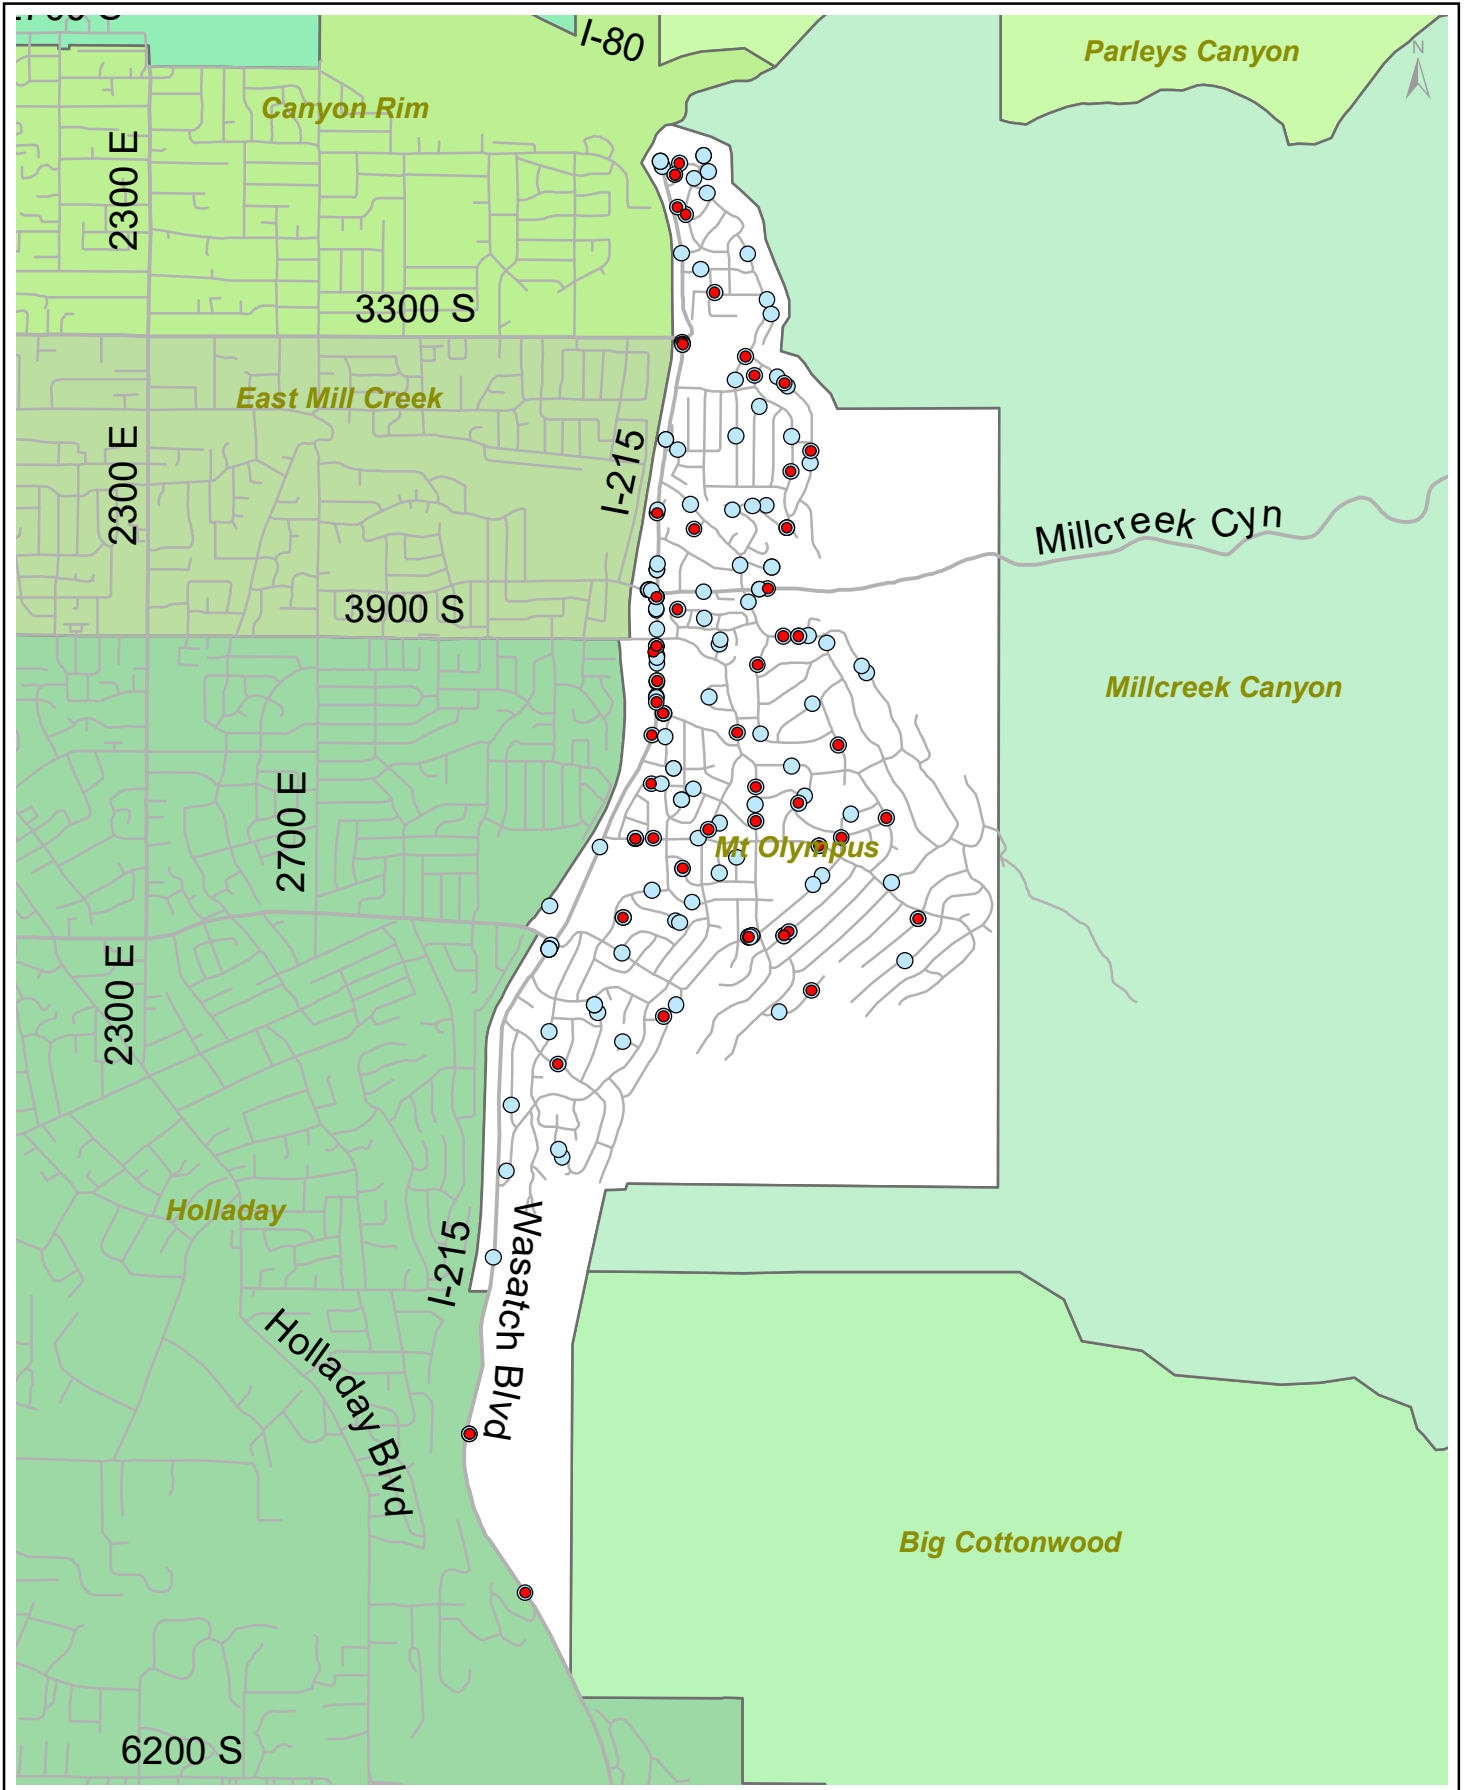 I-80
Parleys Canyon
N
Canyon Rim
2300 E
3300 S
East Mill Creek
2300 E
I-215
Millcreek Cyn
3900 S
Millcreek Canyon
2700 E
Mt Olympus
2300 E
Holladay
I-215
Wasatch Blvd
Holladay Blvd
Big Cottonwood
6200 S